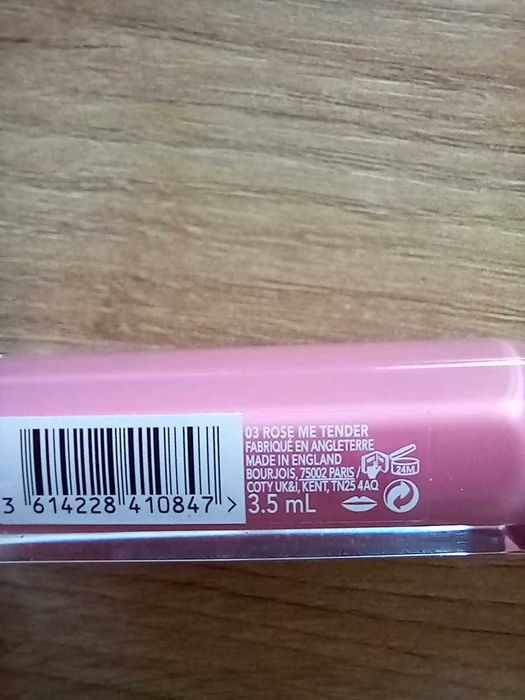 03 ROSE ME TENDER
FABRIQUÉ EN ANGLETERRE
MADE IN ENGLAND
BOURJOIS, 75002 PARIS /
COTY UK&I, KENT, TN25 4AQ
24M
3.5 mL
3 614228 410847 >